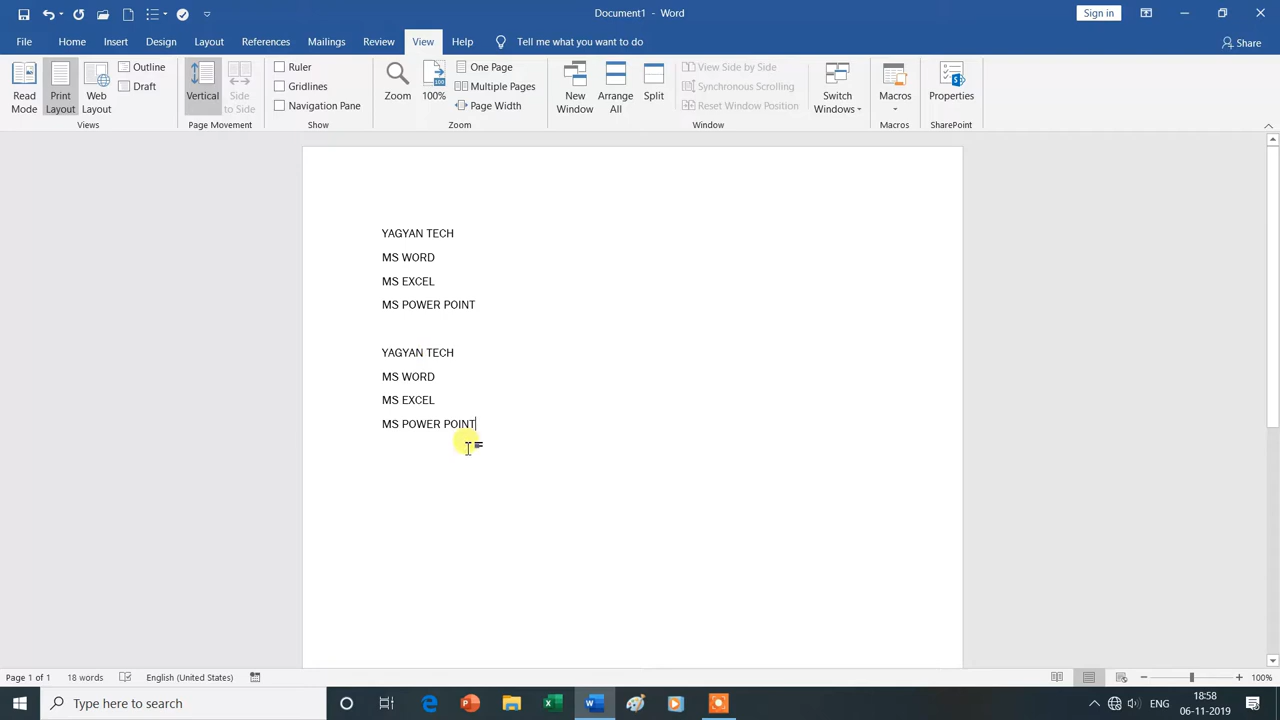 Document1 - Word
Sign in
File Home Insert Design Layout References Mailings Review View Help Tell me what you want to do Share
Read Mode
Print Layout
Web Layout
Outline
Draft
Views
Vertical
Side to Side
Page Movement
Ruler
Gridlines
Navigation Pane
Show
Zoom
100%
One Page
Multiple Pages
Page Width
Zoom
New Window
Arrange All
Split
View Side by Side
Synchronous Scrolling
Reset Window Position
Window
Switch Windows
Macros
Macros
Properties
SharePoint
YAGYAN TECH
MS WORD
MS EXCEL
MS POWER POINT
YAGYAN TECH
MS WORD
MS EXCEL
MS POWER POINT
Page 1 of 1 18 words English (United States) 100%
Type here to search
ENG
18:58
06-11-2019